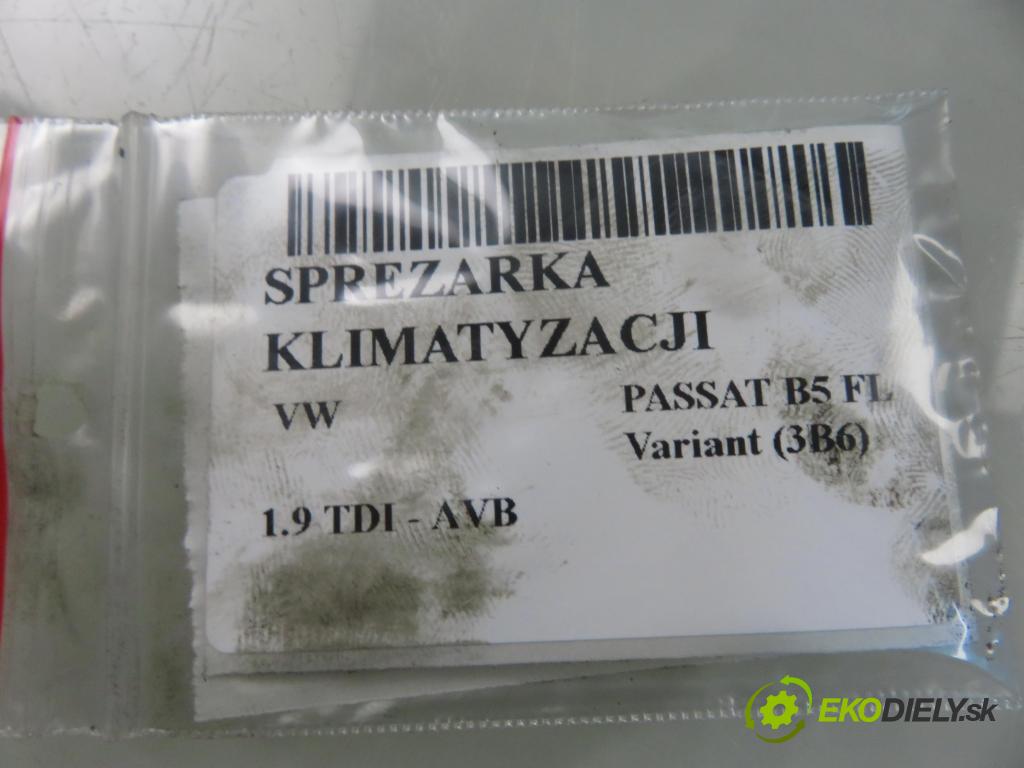 SPREZARKA
KLIMATYZACJI
VW
PASSAT B5 FL
Variant (3B6)
1.9 TDI - AVB
EKODIELY.sk